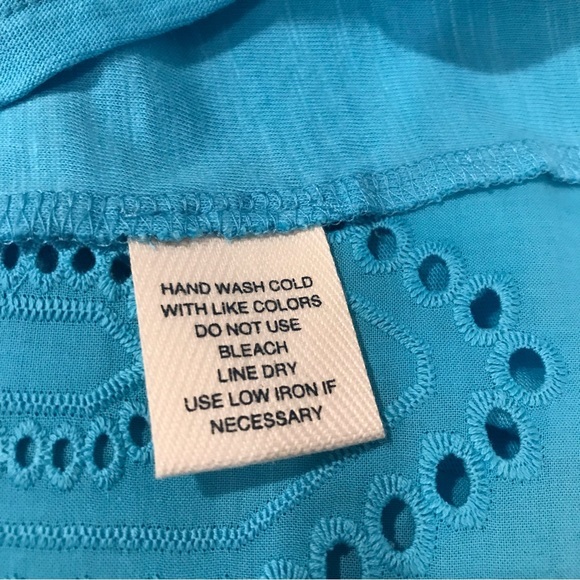 HAND WASH COLD
WITH LIKE COLORS
DO NOT USE
BLEACH
LINE DRY
USE LOW IRON IF
NECESSARY